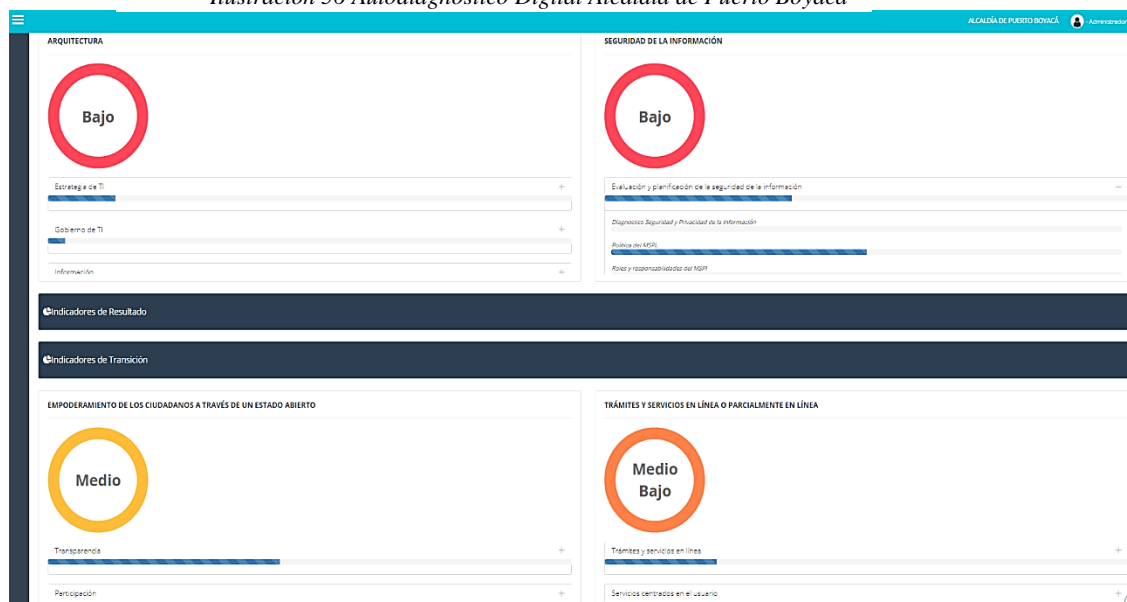 Ilustración 30 Autodiagnóstico Digital Alcaldía de Puerto Boyacá
ALCALDÍA DE PUERTO BOYACÁ
Administrador
ARQUITECTURA
Bajo
Estrategia de TI
Gobierno de TI
Información
SEGURIDAD DE LA INFORMACIÓN
Bajo
Evaluación y planificación de la seguridad de la información
Diagnostico Seguridad y Privacidad de la Información
Política del MSPI
Roles y responsabilidades del MSPI
Indicadores de Resultado
Indicadores de Transición
EMPODERAMIENTO DE LOS CIUDADANOS A TRAVÉS DE UN ESTADO ABIERTO
Medio
Transparencia
Participación
TRÁMITES Y SERVICIOS EN LÍNEA O PARCIALMENTE EN LÍNEA
Medio
Bajo
Trámites y servicios en línea
Servicios centrados en el usuario